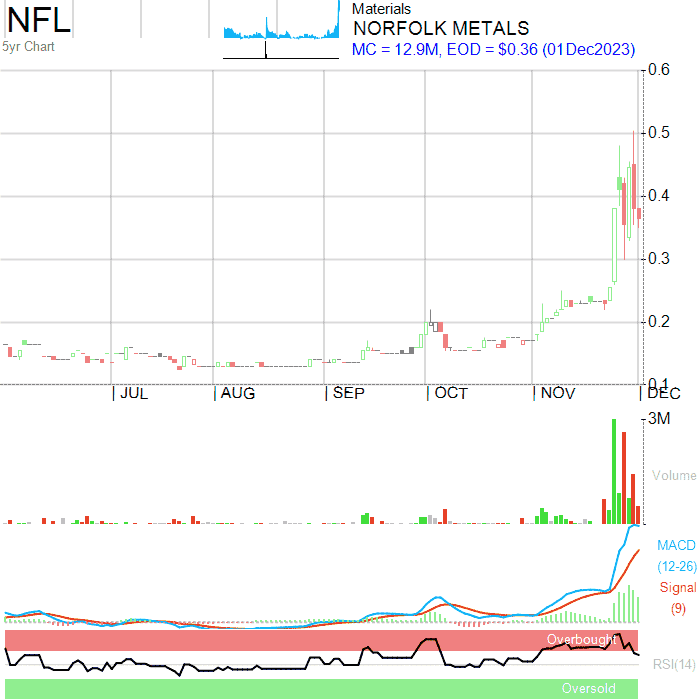 NFL
5yr Chart
Materials
NORFOLK METALS
MC = 12.9M, EOD = $0.36 (01Dec2023)
0.6
0.5
0.4
0.3
0.2
0.1
JUL
AUG
SEP
OCT
NOV
DEC
3M
Volume
MACD
(12-26)
Signal
(9)
Overbought
RSI(14)
Oversold